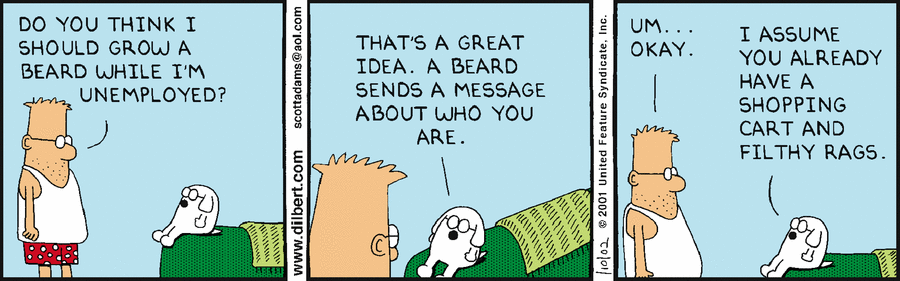 DO YOU THINK I
SHOULD GROW A
BEARD WHILE I'M
UNEMPLOYED?
www.dilbert.com scottadams@aol.com
THAT'S A GREAT
IDEA. A BEARD
SENDS A MESSAGE
ABOUT WHO YOU
ARE.
1/10/02 © 2001 United Feature Syndicate, Inc.
UM...
OKAY.
I ASSUME
YOU ALREADY
HAVE A
SHOPPING
CART AND
FILTHY RAGS.